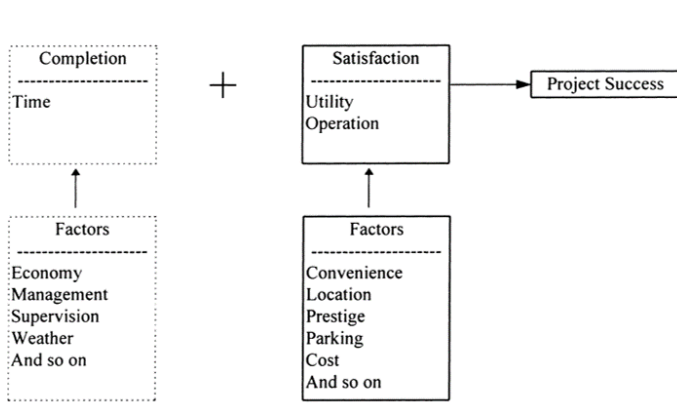 Completion
Time
+
Satisfaction
Utility
Operation
Project Success
Factors
Economy
Management
Supervision
Weather
And so on
Factors
Convenience
Location
Prestige
Parking
Cost
And so on